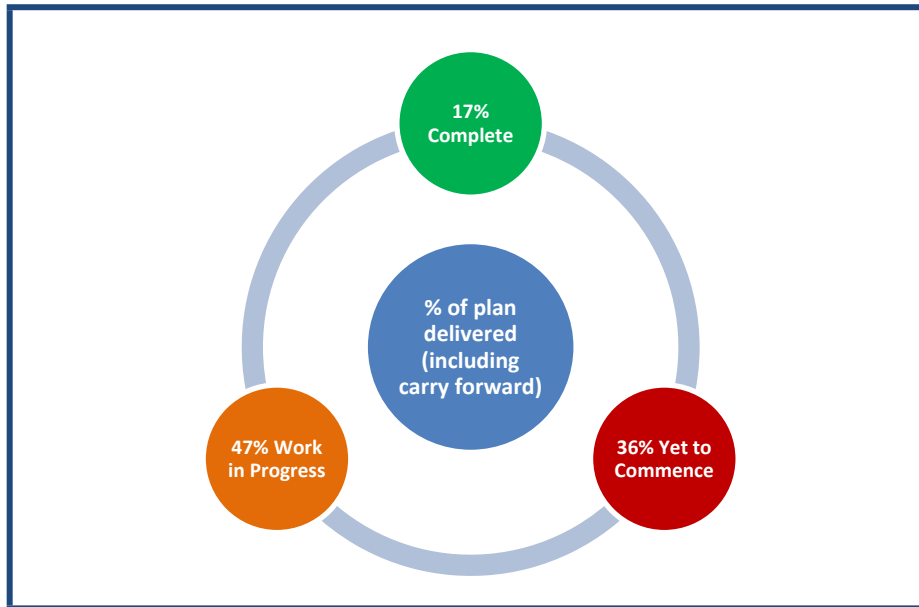 17%
Complete
% of plan
delivered
(including
carry forward)
47% Work
in Progress
36% Yet to
Commence